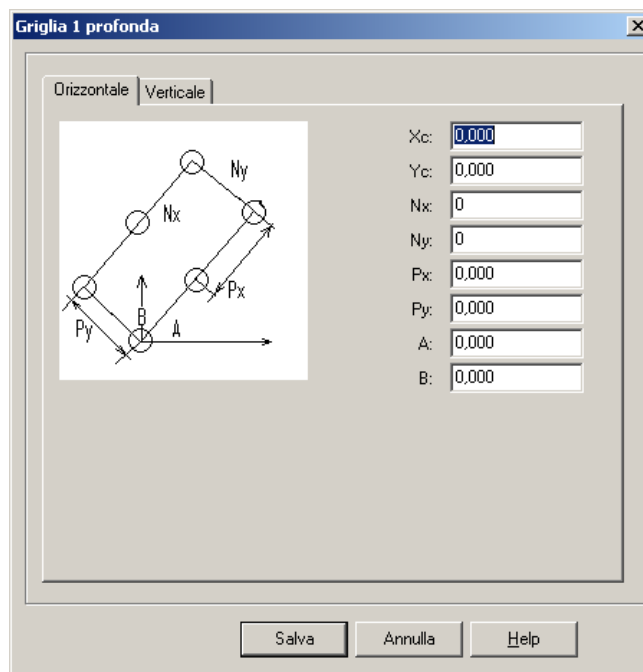 Griglia 1 profonda
Orizzontale
Verticale
Ny
Nx
Px
B
Py
A
Xc: 0,000
Yc: 0,000
Nx: 0
Ny: 0
Px: 0,000
Py: 0,000
A: 0,000
B: 0,000
Salva
Annulla
Help